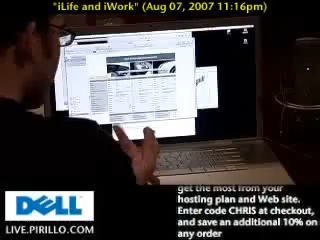 "iLife and iWork" (Aug 07, 2007 11:16pm)
DELL
LIVE.PIRILLO.COM
get the most from your
hosting plan and Web site.
Enter code CHRIS at checkout,
and save an additional 10% on
any order